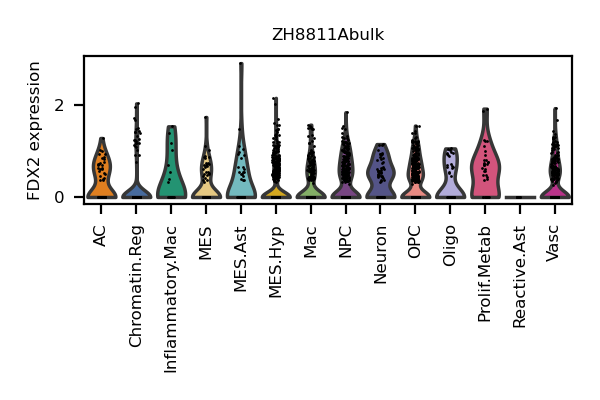 ZH8811Abulk
FDX2 expression
2
0
AC
Chromatin.Reg
Inflammatory.Mac
MES
MES.Ast
MES.Hyp
Mac
NPC
Neuron
OPC
Oligo
Prolif.Metab
Reactive.Ast
Vasc